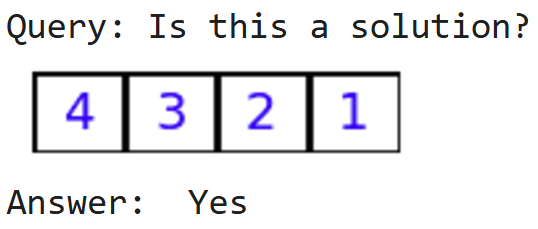 Query: Is this a solution?
4 3 2 1
Answer: Yes